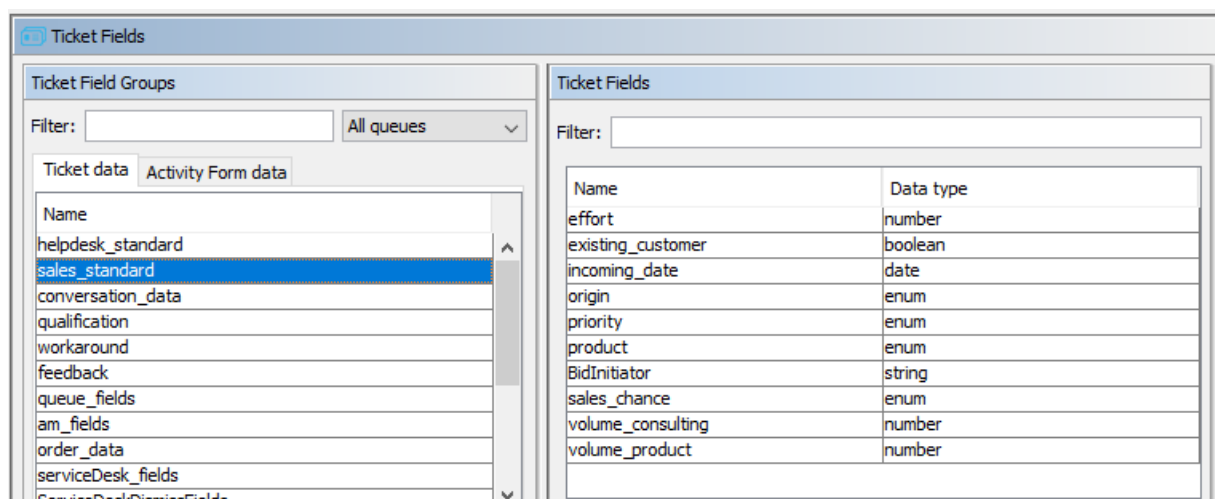 Ticket Fields
Ticket Field Groups
Filter:
All queues
Ticket data
Activity Form data
Name
helpdesk_standard
sales_standard
conversation_data
qualification
workaround
feedback
queue_fields
am_fields
order_data
serviceDesk_fields
ServiceDeskDismissFields
Ticket Fields
Filter:
Name Data type
effort number
existing_customer boolean
incoming_date date
origin enum
priority enum
product enum
BidInitiator string
sales_chance enum
volume_consulting number
volume_product number